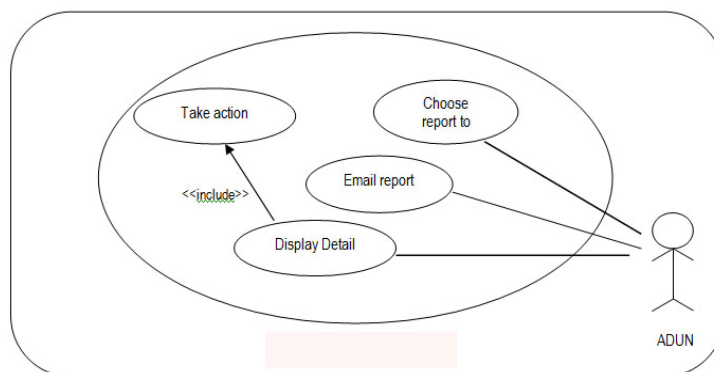 Take action
Choose
report to
Email report
<<include>>
Display Detail
ADUN